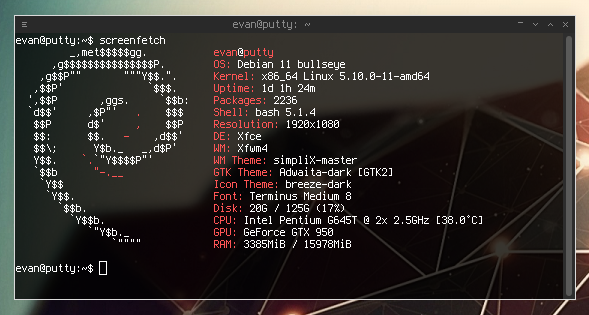 evan@putty: ~
evan@putty:~$ screenfetch
evan@putty
OS: Debian 11 bullseye
Kernel: x86_64 Linux 5.10.0-11-amd64
Uptime: 1d 1h 24m
Packages: 2236
Shell: bash 5.1.4
Resolution: 1920x1080
DE: Xfce
WM: Xfwm4
WM Theme: simpliX-master
GTK Theme: Adwaita-dark [GTK2]
Icon Theme: breeze-dark
Font: Terminus Medium 8
Disk: 20G / 125G (17%)
CPU: Intel Pentium G645T @ 2x 2.5GHz [38.0°C]
GPU: GeForce GTX 950
RAM: 3385MiB / 15978MiB
evan@putty:~$